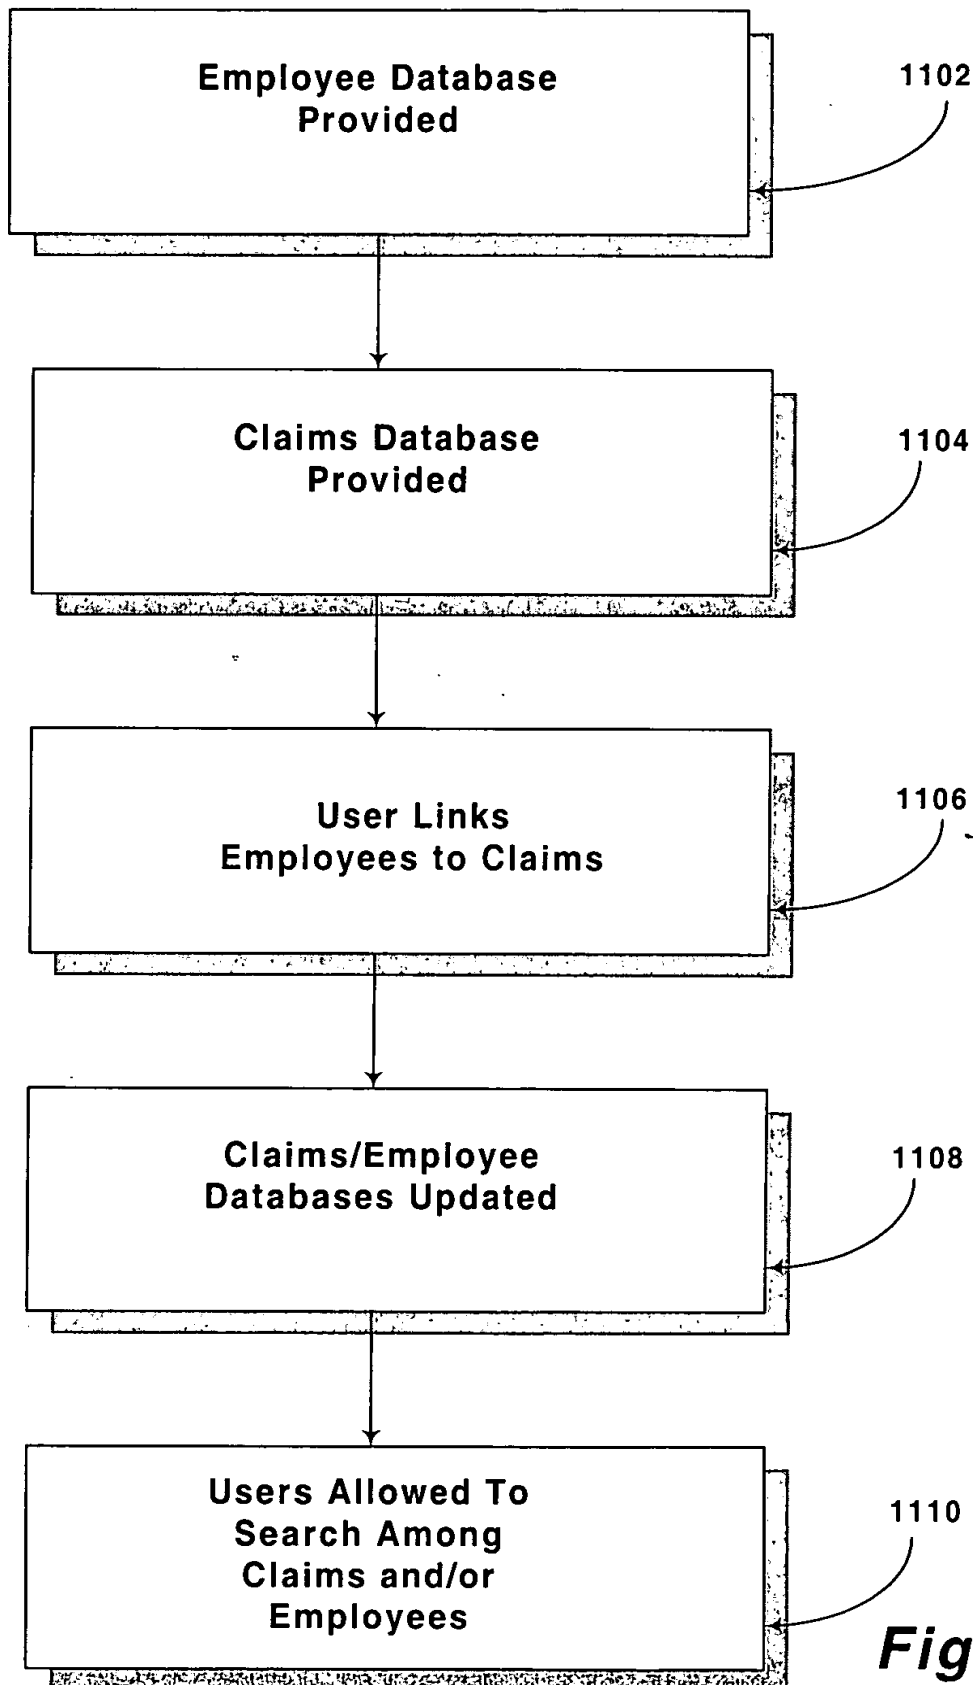 Employee Database
Provided
1102
Claims Database
Provided
1104
User Links
Employees to Claims
1106
Claims/Employee
Databases Updated
1108
Users Allowed To
Search Among
Claims and/or
Employees
1110
Fig